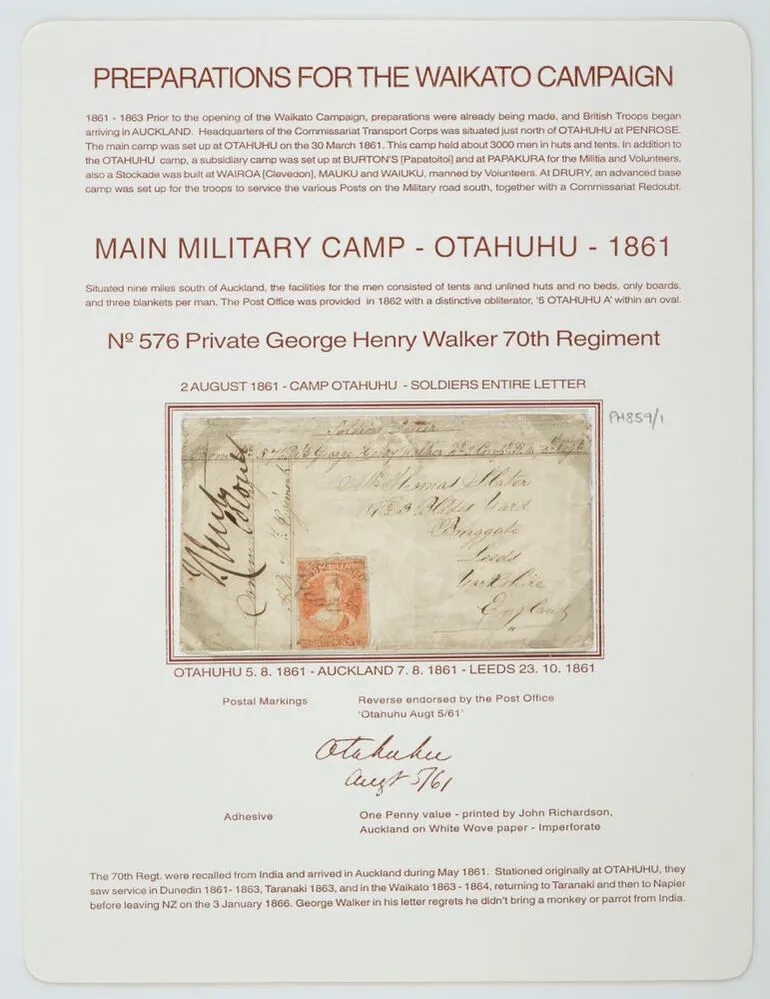 PREPARATIONS FOR THE WAIKATO CAMPAIGN
1861 - 1863 Prior to the opening of the Waikato Campaign, preparations were already being made, and British Troops began
arriving in AUCKLAND. Headquarters of the Commissariat Transport Corps was situated just north of OTAHUHU at PENROSE.
The main camp was set up at OTAHUHU on the 30 March 1861. This camp held about 3000 men in huts and tents. In addition to
the OTAHUHU camp, a subsidiary camp was set up at BURTON'S [Papatoitoi] and at PAPAKURA for the Militia and Volunteers,
also a Stockade was built at WAIROA [Clevedon], MAUKU and WAIUKU, manned by Volunteers. At DRURY, an advanced base
camp was set up for the troops to service the various Posts on the Military road south, together with a Commissariat Redoubt.
MAIN MILITARY CAMP - OTAHUHU - 1861
Situated nine miles south of Auckland, the facilities for the men consisted of tents and unlined huts and no beds, only boards,
and three blankets per man. The Post Office was provided in 1862 with a distinctive obliterator, '5 OTAHUHU A' within an oval.
Nº 576 Private George Henry Walker 70th Regiment
2 AUGUST 1861 - CAMP OTAHUHU - SOLDIERS ENTIRE LETTER
PH859/1
Soldiers Letter
From George Henry Walker
Mr Thomas Slater
Yard
Leeds
Yorkshire
England
OTAHUHU 5. 8. 1861 - AUCKLAND 7. 8. 1861 - LEEDS 23. 10. 1861
Postal Markings
Reverse endorsed by the Post Office
'Otahuhu Augt 5/61'
Otahuhu
Augt 5/61
Adhesive
One Penny value - printed by John Richardson,
Auckland on White Wove paper - Imperforate
The 70th Regt. were recalled from India and arrived in Auckland during May 1861. Stationed originally at OTAHUHU, they
saw service in Dunedin 1861- 1863, Taranaki 1863, and in the Waikato 1863 - 1864, returning to Taranaki and then to Napier
before leaving NZ on the 3 January 1866. George Walker in his letter regrets he didn't bring a monkey or parrot from India.